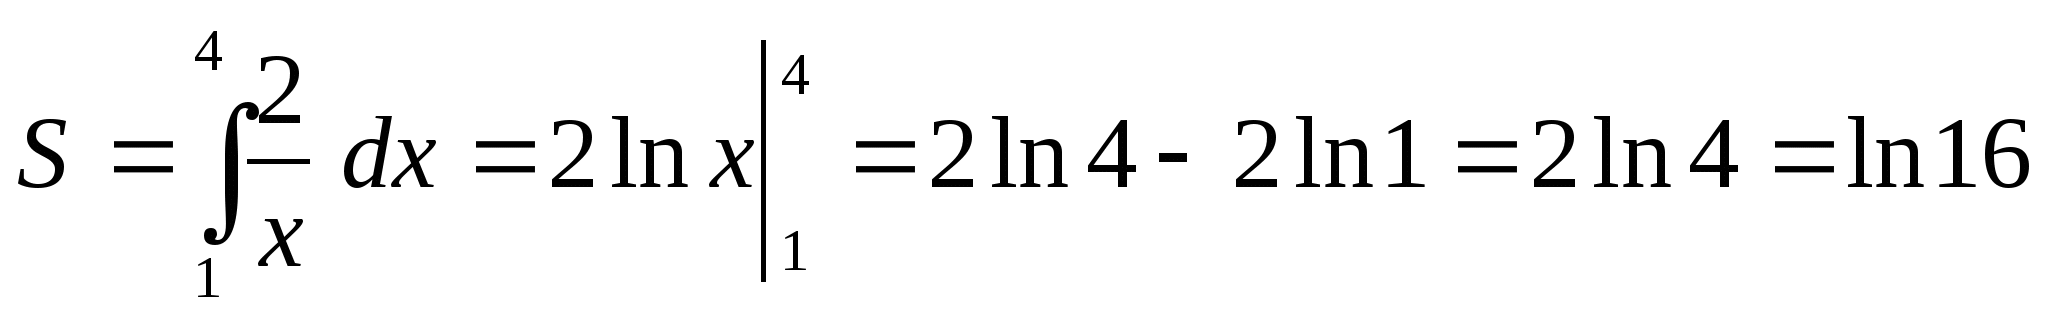 S = ∫₁⁴ 2/x dx = 2 ln x |₁⁴ = 2 ln 4 - 2 ln 1 = 2 ln 4 = ln 16